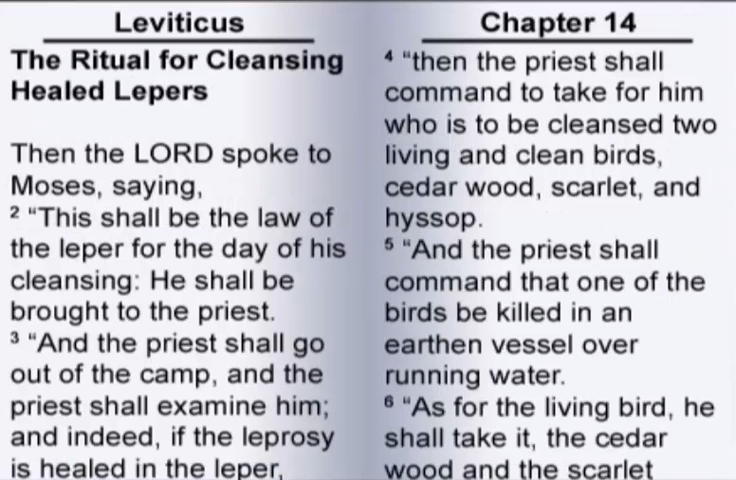 Leviticus
The Ritual for Cleansing
Healed Lepers
Then the LORD spoke to
Moses, saying,
2 “This shall be the law of
the leper for the day of his
cleansing: He shall be
brought to the priest.
3 “And the priest shall go
out of the camp, and the
priest shall examine him;
and indeed, if the leprosy
is healed in the leper,
Chapter 14
4 “then the priest shall
command to take for him
who is to be cleansed two
living and clean birds,
cedar wood, scarlet, and
hyssop.
5 “And the priest shall
command that one of the
birds be killed in an
earthen vessel over
running water.
6 “As for the living bird, he
shall take it, the cedar
wood and the scarlet